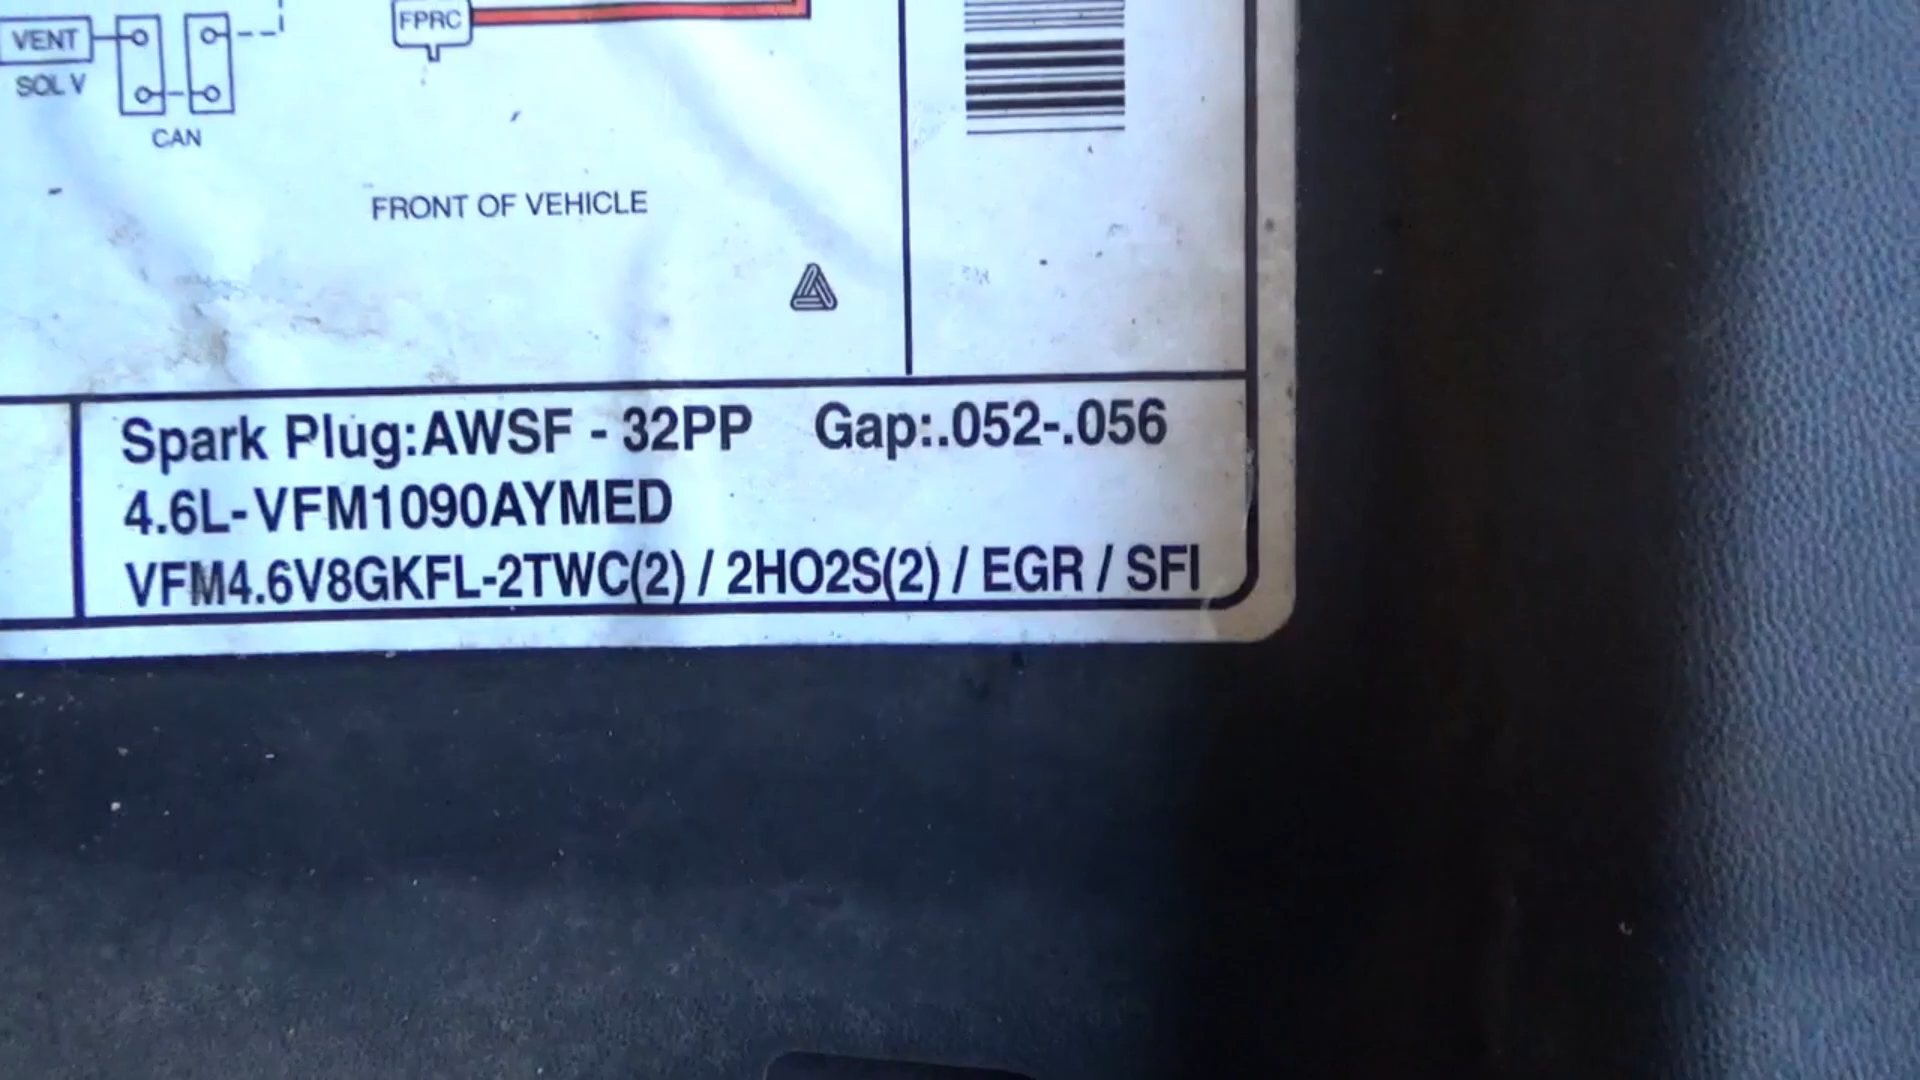 VENT
SOL V
CAN
FPRC
FRONT OF VEHICLE
Spark Plug:AWSF - 32PP Gap:.052-.056
4.6L-VFM1090AYMED
VFM4.6V8GKFL-2TWC(2) / 2HO2S(2) / EGR / SFI